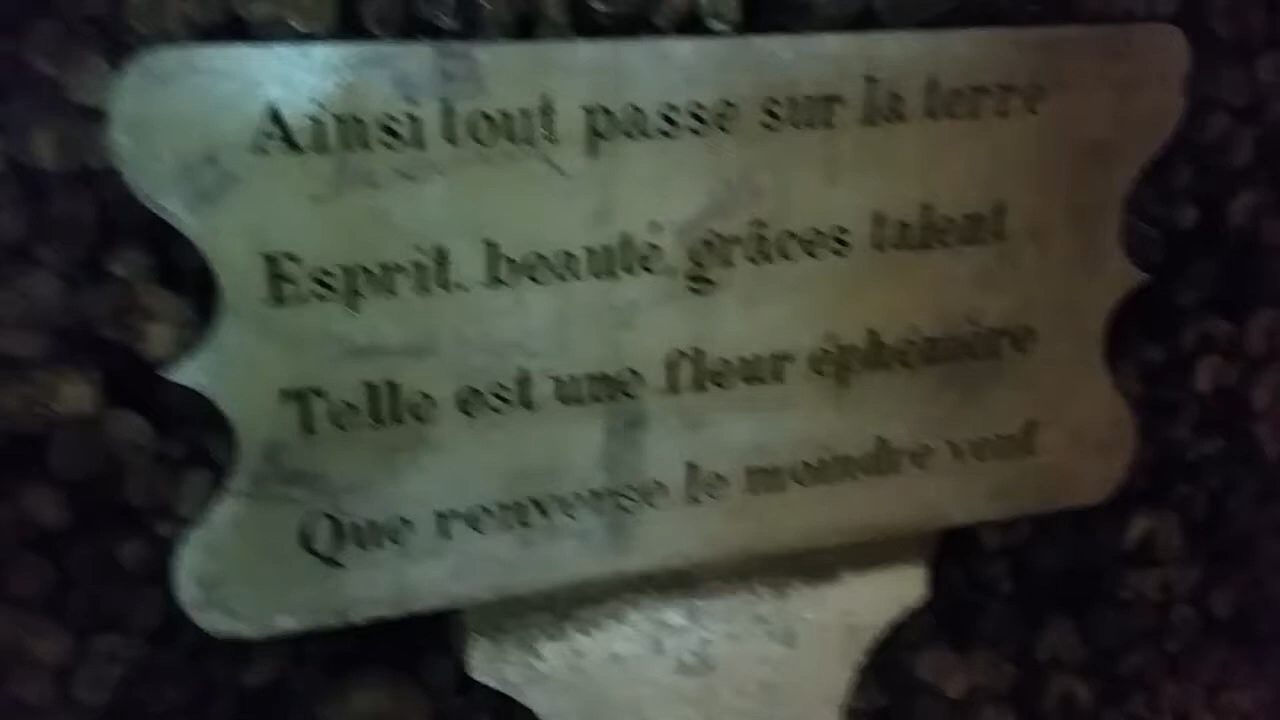 Ainsi tout passe sur la terre
Esprit, beauté, grâces talent
Telle est une fleur éphémère
Que renverse le moindre vent